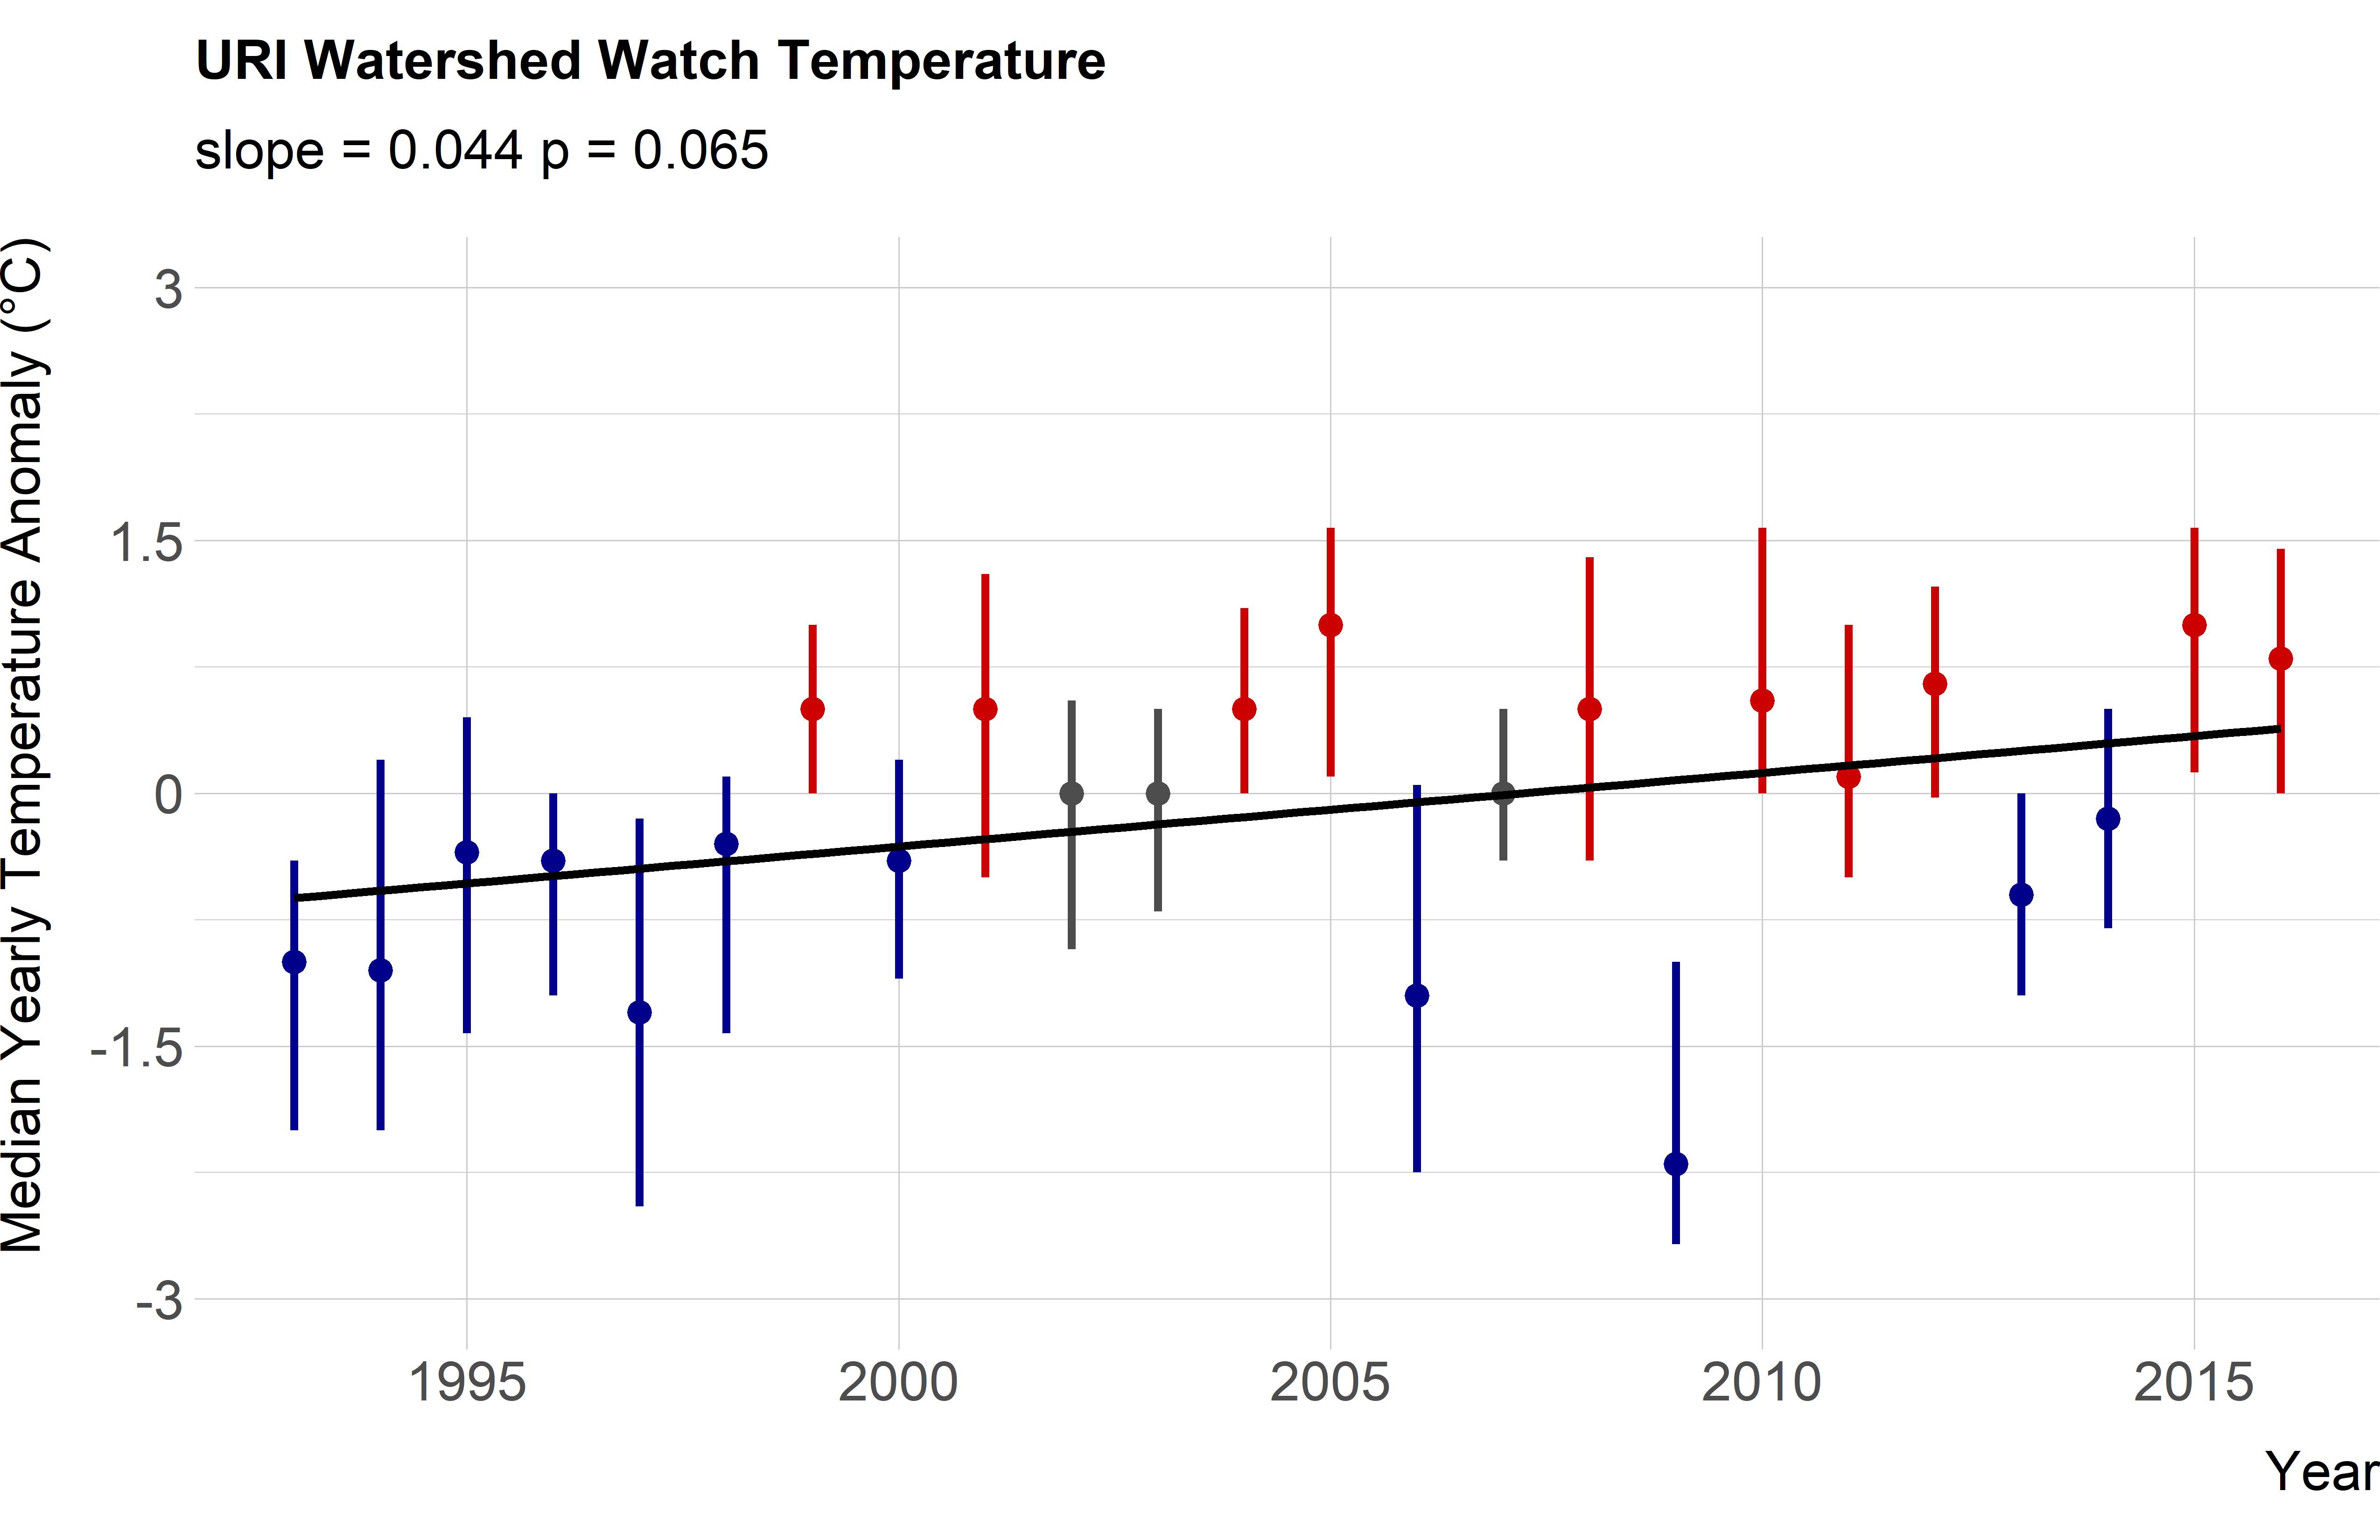 URI Watershed Watch Temperature
slope = 0.044 p = 0.065
Median Yearly Temperature Anomaly (°C)
3
1.5
0
-1.5
-3
1995
2000
2005
2010
2015
Year